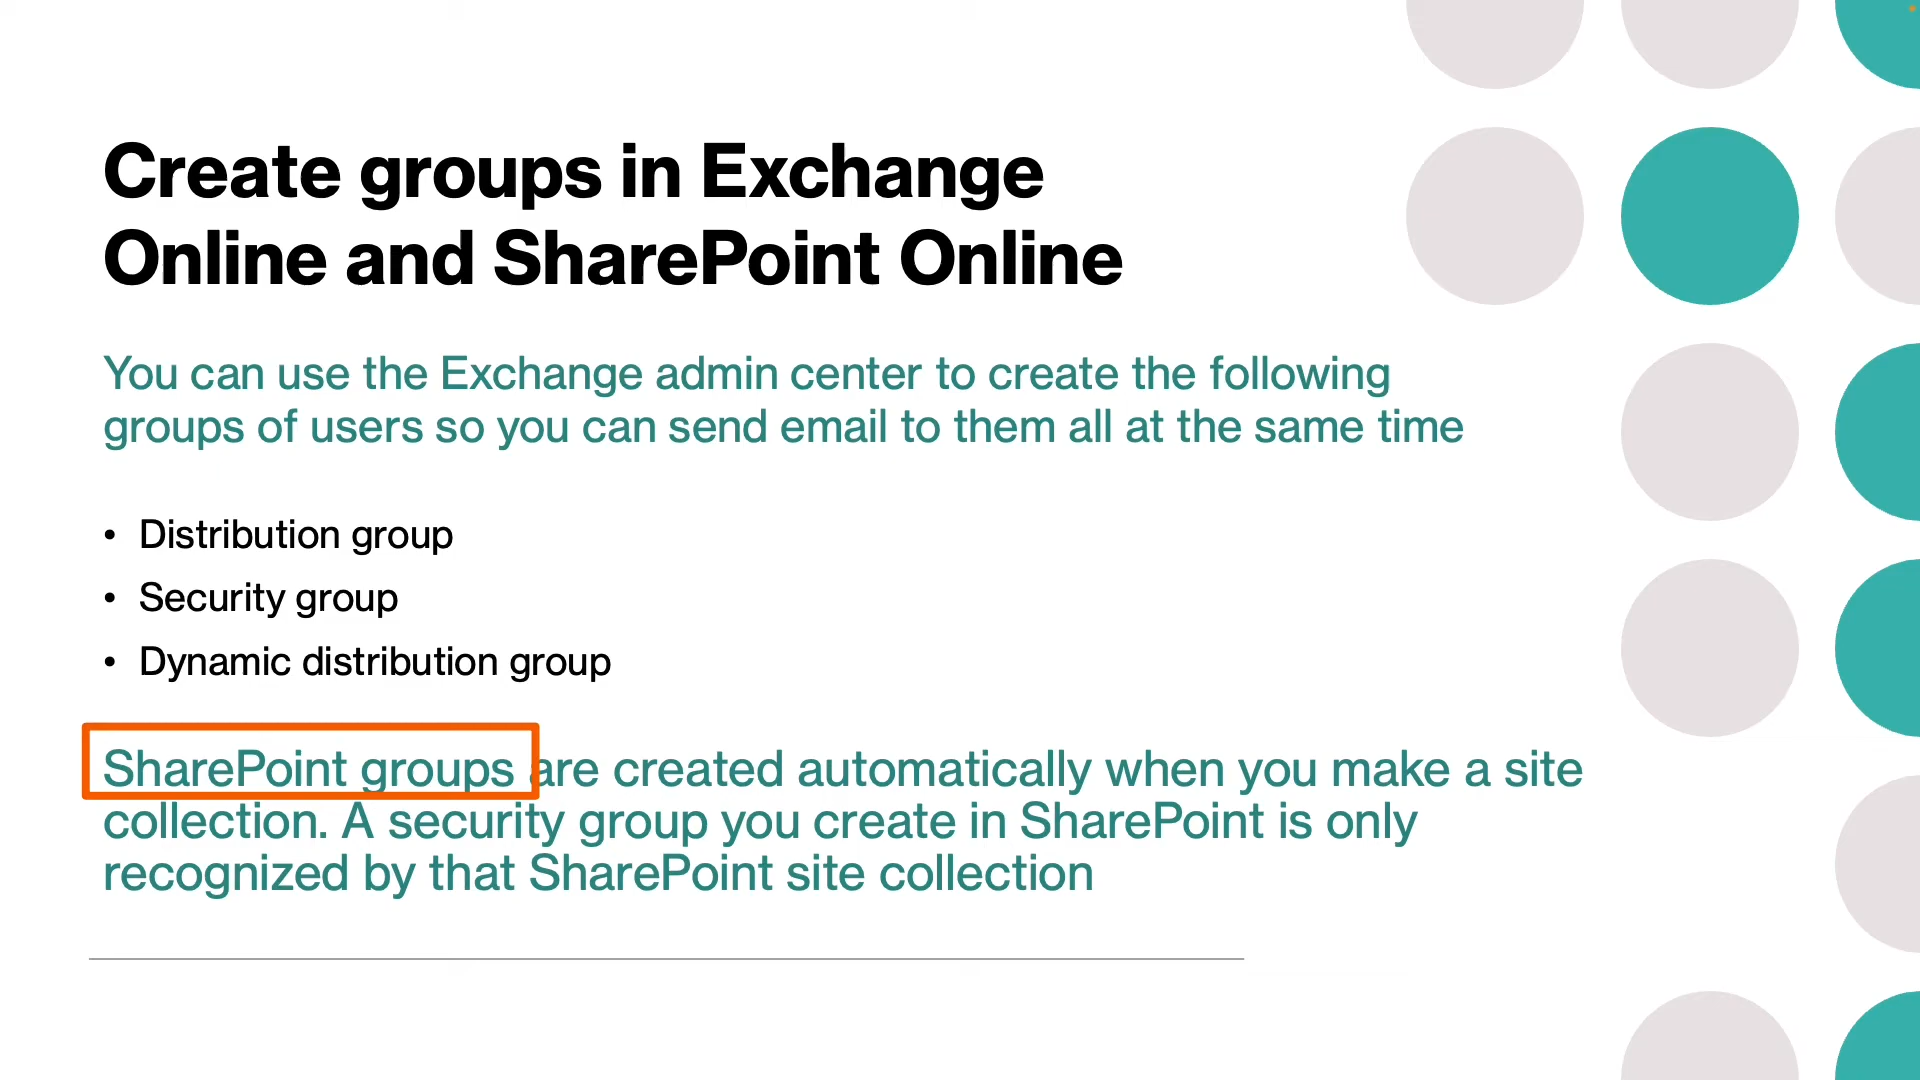 Create groups in Exchange
Online and SharePoint Online
You can use the Exchange admin center to create the following
groups of users so you can send email to them all at the same time
• Distribution group
• Security group
• Dynamic distribution group
SharePoint groups are created automatically when you make a site
collection. A security group you create in SharePoint is only
recognized by that SharePoint site collection